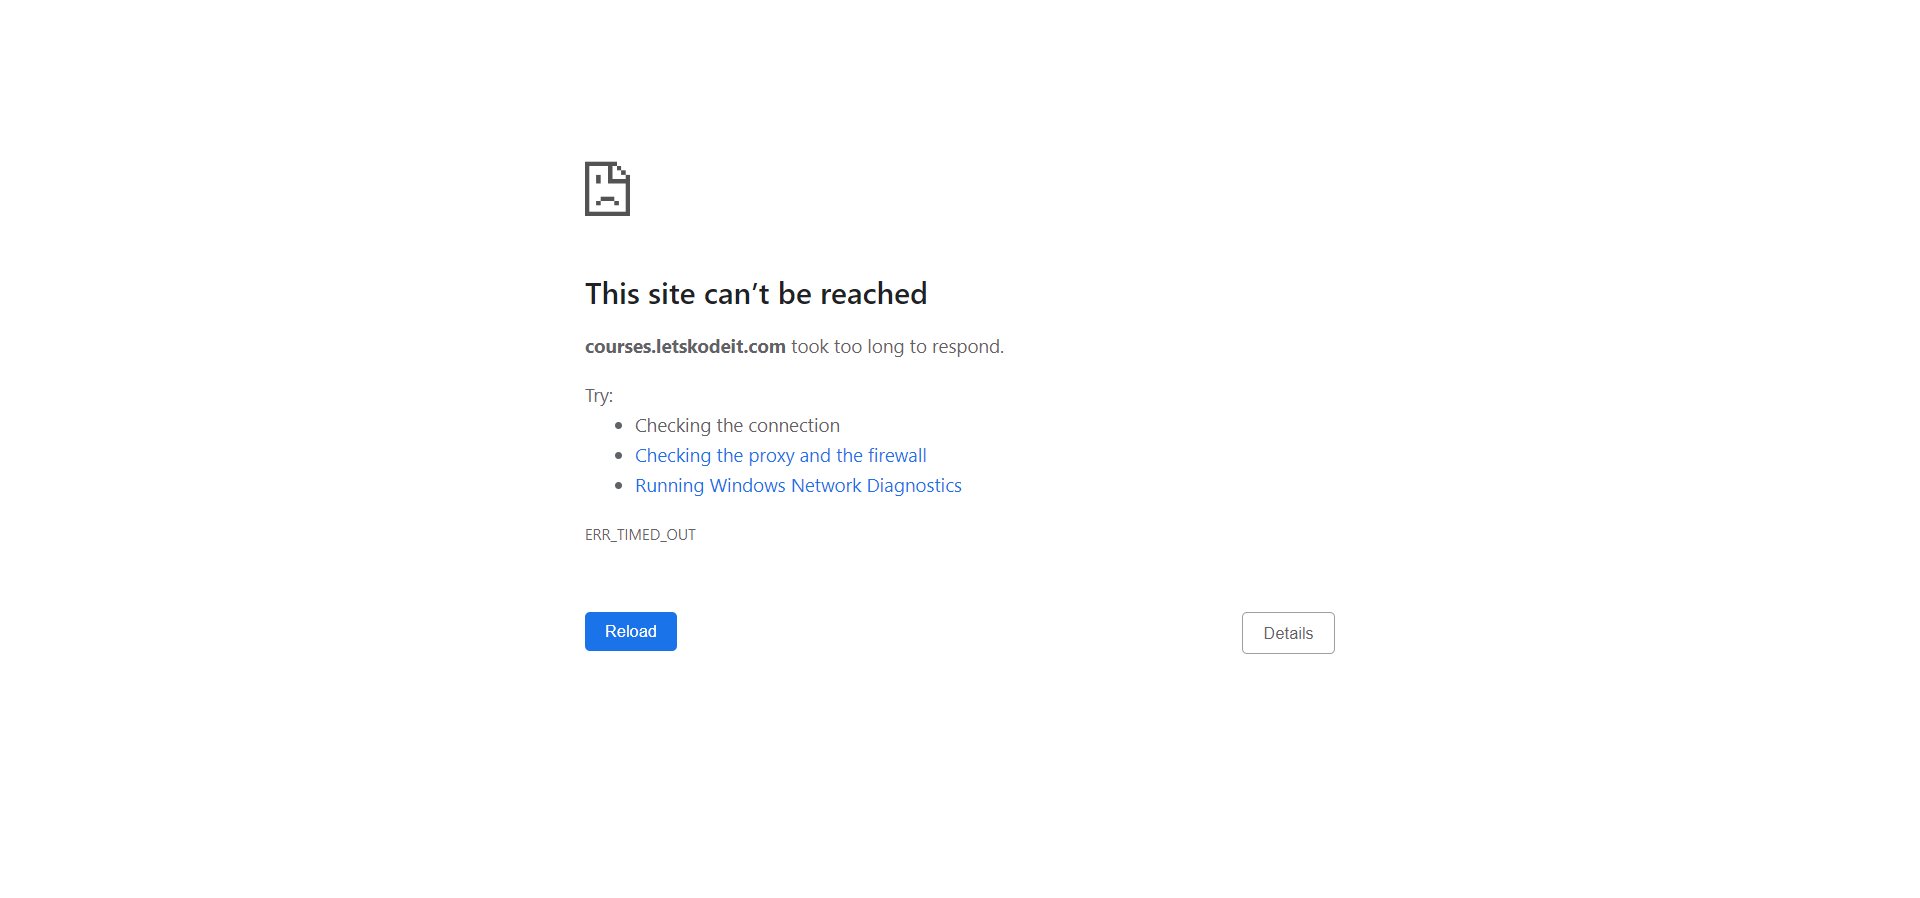 This site can’t be reached
courses.letskodeit.com took too long to respond.
Try:
Checking the connection
Checking the proxy and the firewall
Running Windows Network Diagnostics
ERR_TIMED_OUT
Reload
Details